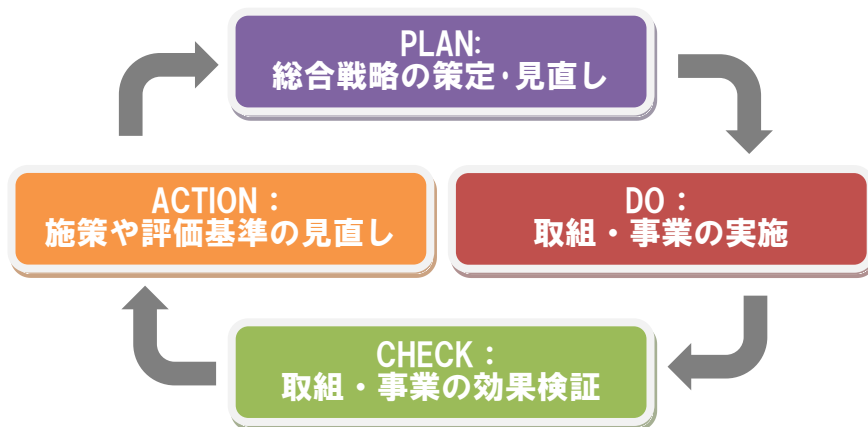 PLAN:
総合戦略の策定・見直し
ACTION：
施策や評価基準の見直し
DO：
取組・事業の実施
CHECK：
取組・事業の効果検証